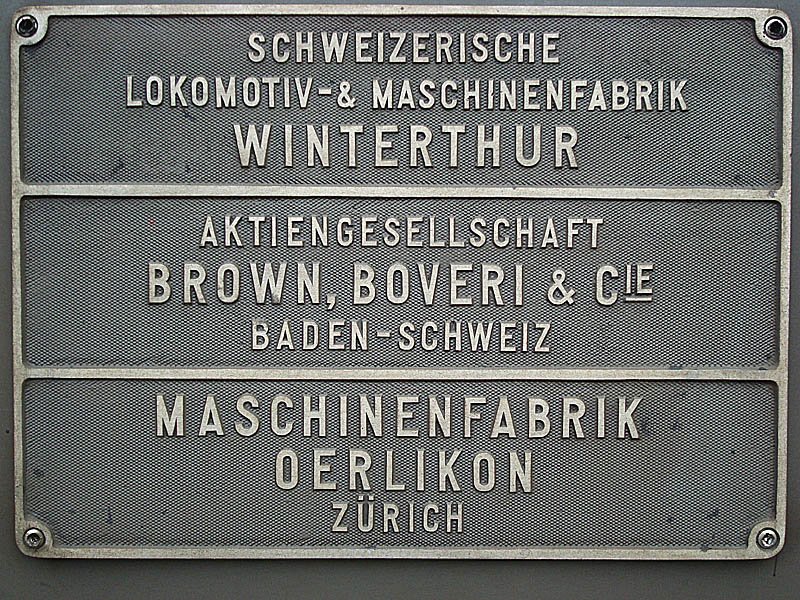 SCHWEIZERISCHE
LOKOMOTIV-& MASCHINENFABRIK
WINTERTHUR
AKTIENGESELLSCHAFT
BROWN, BOVERI & CIE
BADEN-SCHWEIZ
MASCHINENFABRIK
OERLIKON
ZÜRICH